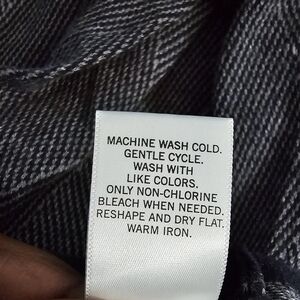 MACHINE WASH COLD.
GENTLE CYCLE.
WASH WITH
LIKE COLORS.
ONLY NON-CHLORINE
BLEACH WHEN NEEDED.
RESHAPE AND DRY FLAT.
WARM IRON.